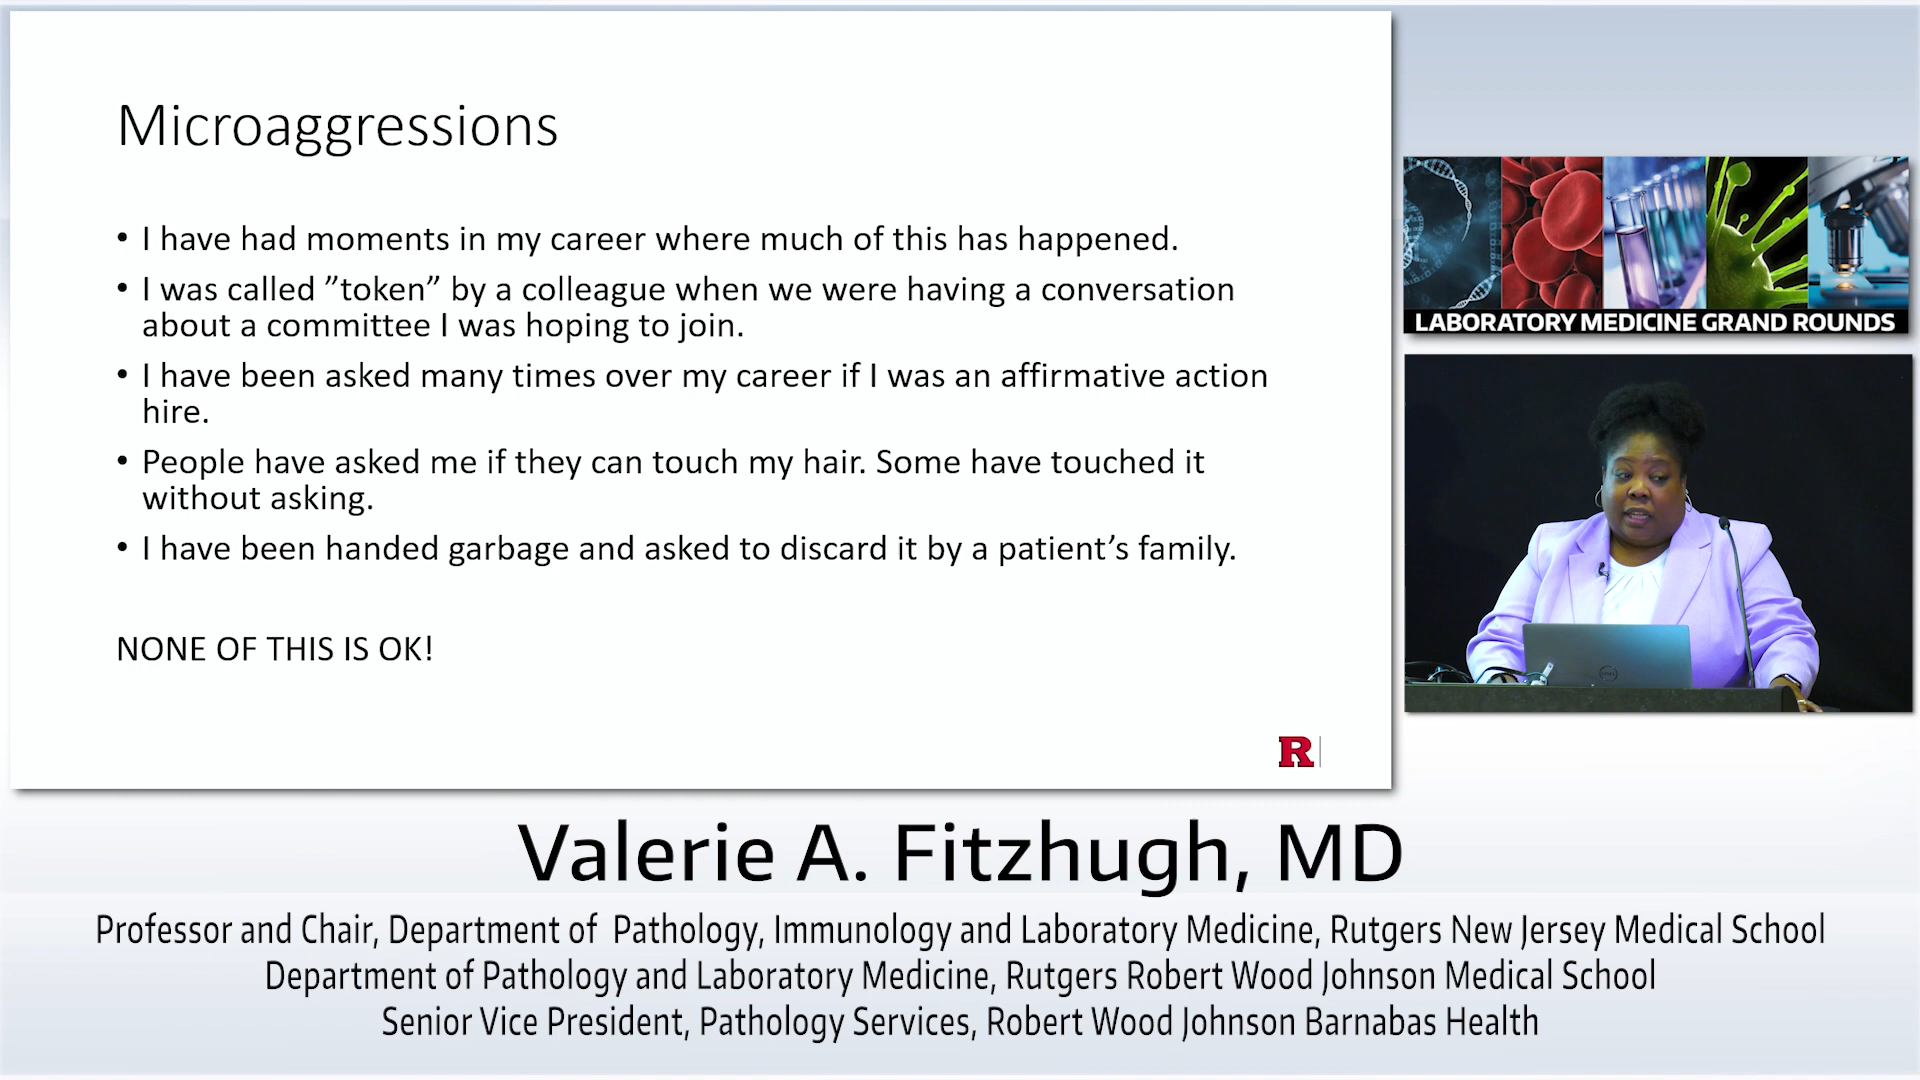 Microaggressions
• I have had moments in my career where much of this has happened.
• I was called ”token” by a colleague when we were having a conversation
about a committee I was hoping to join.
• I have been asked many times over my career if I was an affirmative action
hire.
• People have asked me if they can touch my hair. Some have touched it
without asking.
• I have been handed garbage and asked to discard it by a patient’s family.
NONE OF THIS IS OK!
R
LABORATORY MEDICINE GRAND ROUNDS
DELL
Valerie A. Fitzhugh, MD
Professor and Chair, Department of Pathology, Immunology and Laboratory Medicine, Rutgers New Jersey Medical School
Department of Pathology and Laboratory Medicine, Rutgers Robert Wood Johnson Medical School
Senior Vice President, Pathology Services, Robert Wood Johnson Barnabas Health